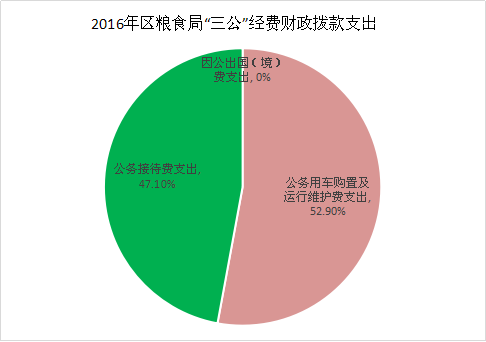 2016年区粮食局“三公”经费财政拨款支出
因公出国（境）
费支出, 0%
公务接待费支出,
47.10%
公务用车购置及
运行维护费支出,
52.90%